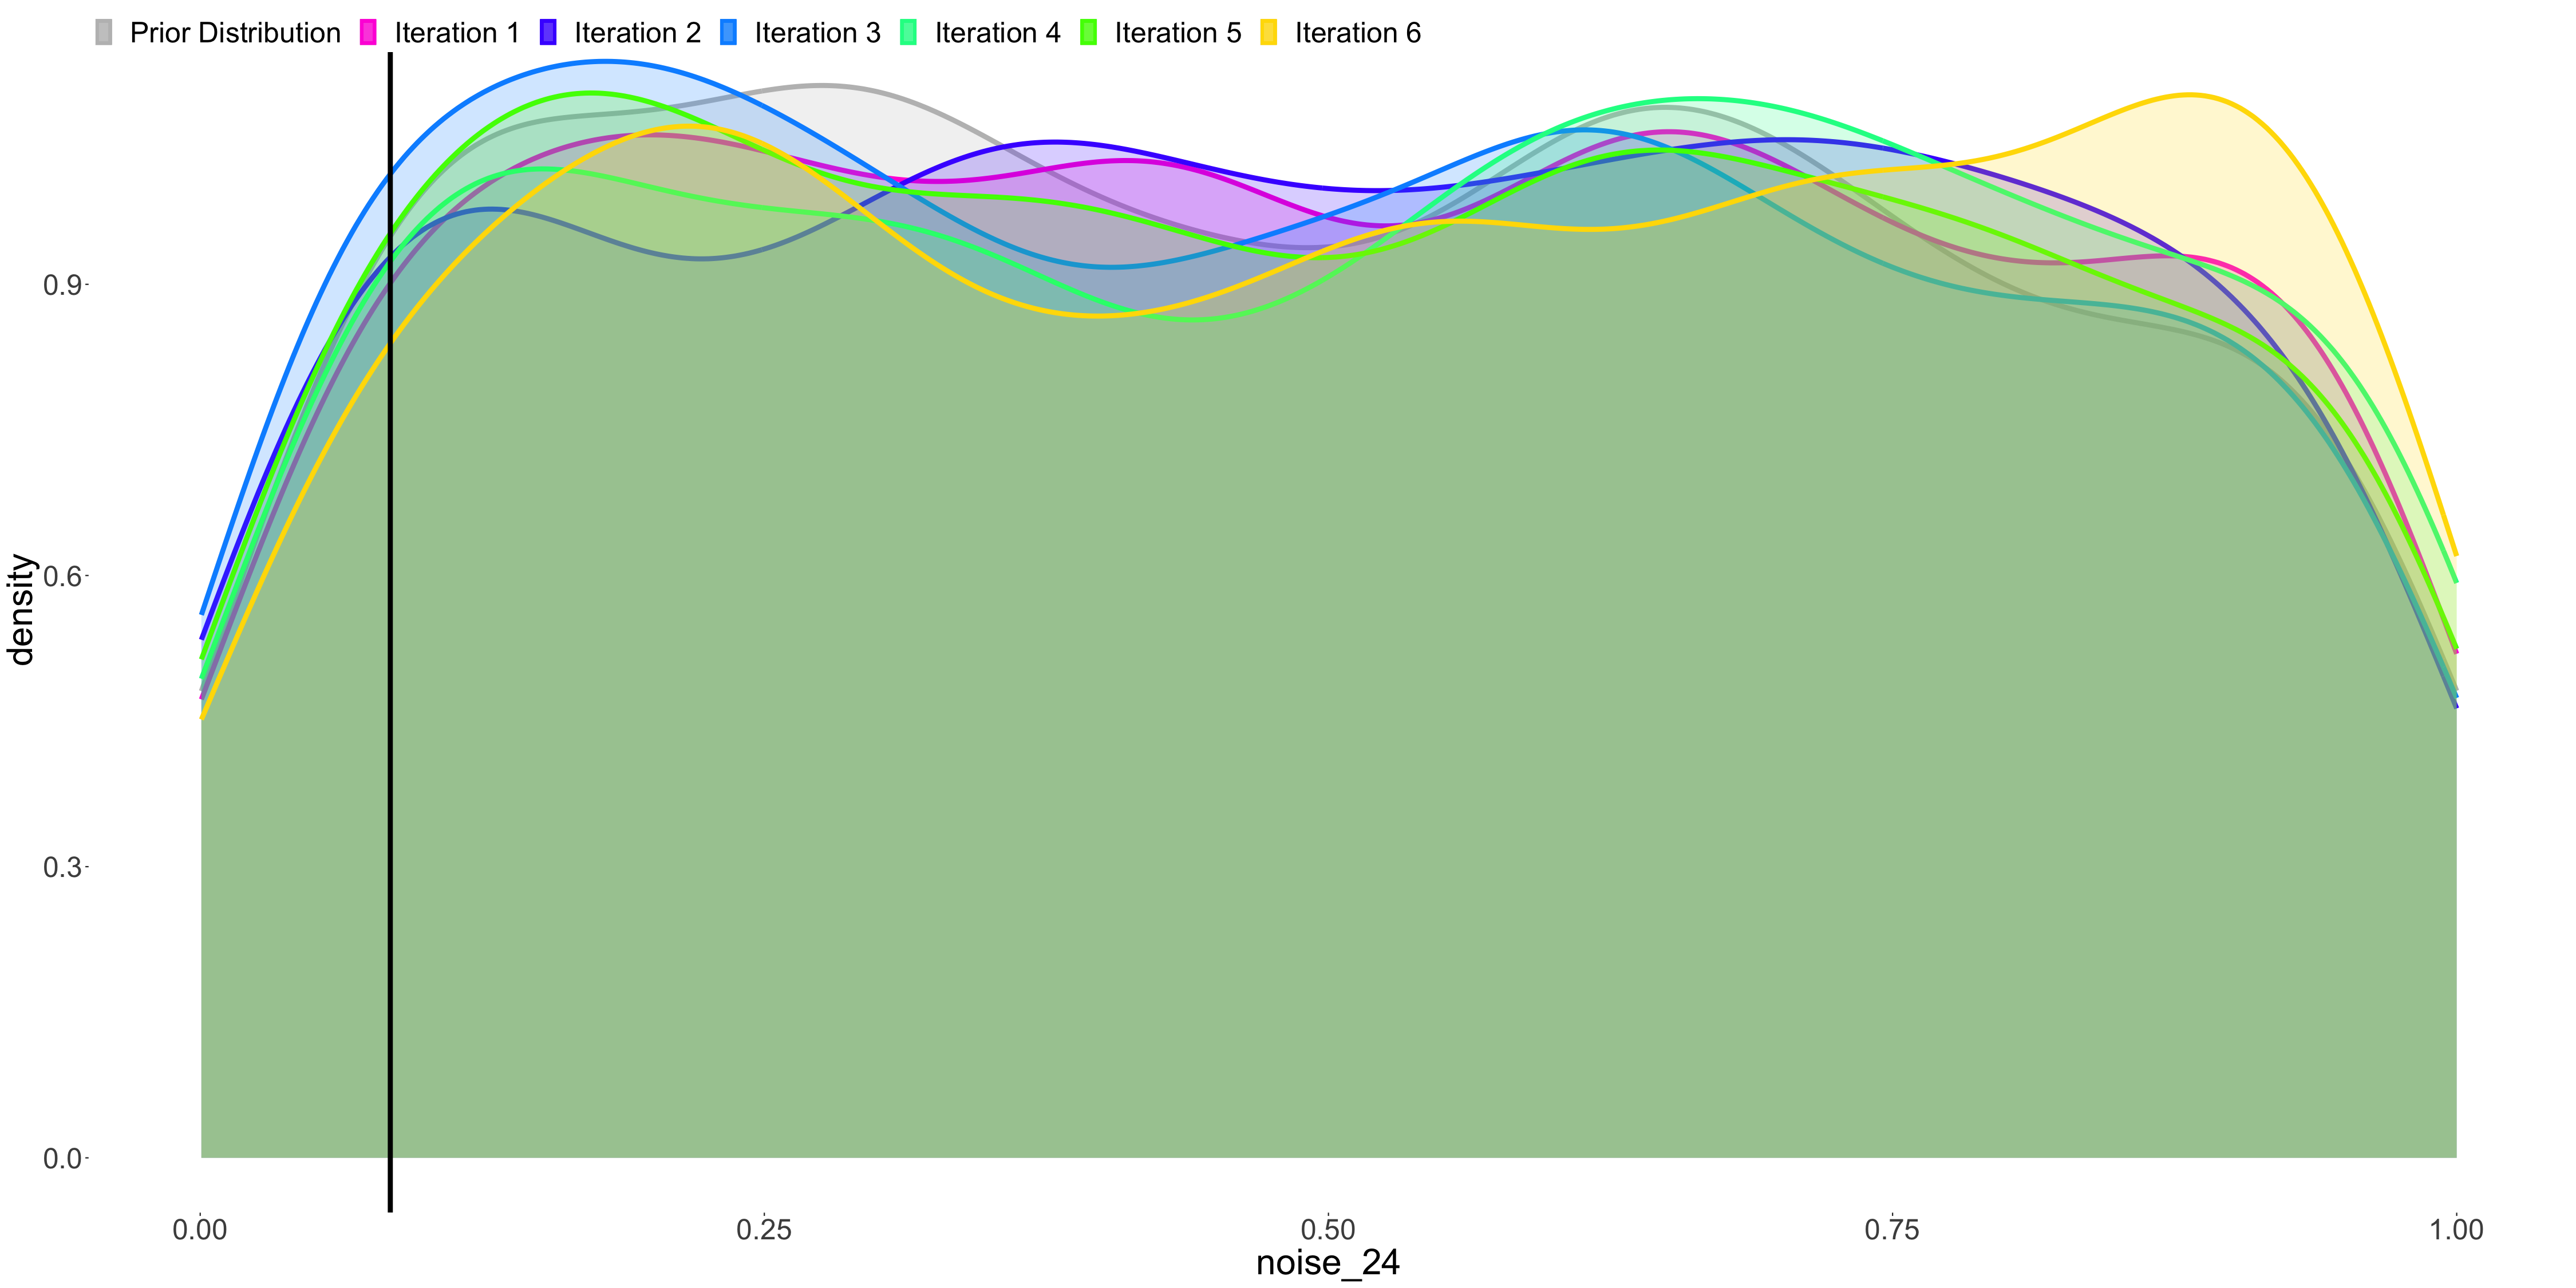 Prior Distribution Iteration 1 Iteration 2 Iteration 3 Iteration 4 Iteration 5 Iteration 6
density
0.9
0.6
0.3
0.0
0.00 0.25 0.50 0.75 1.00
noise_24